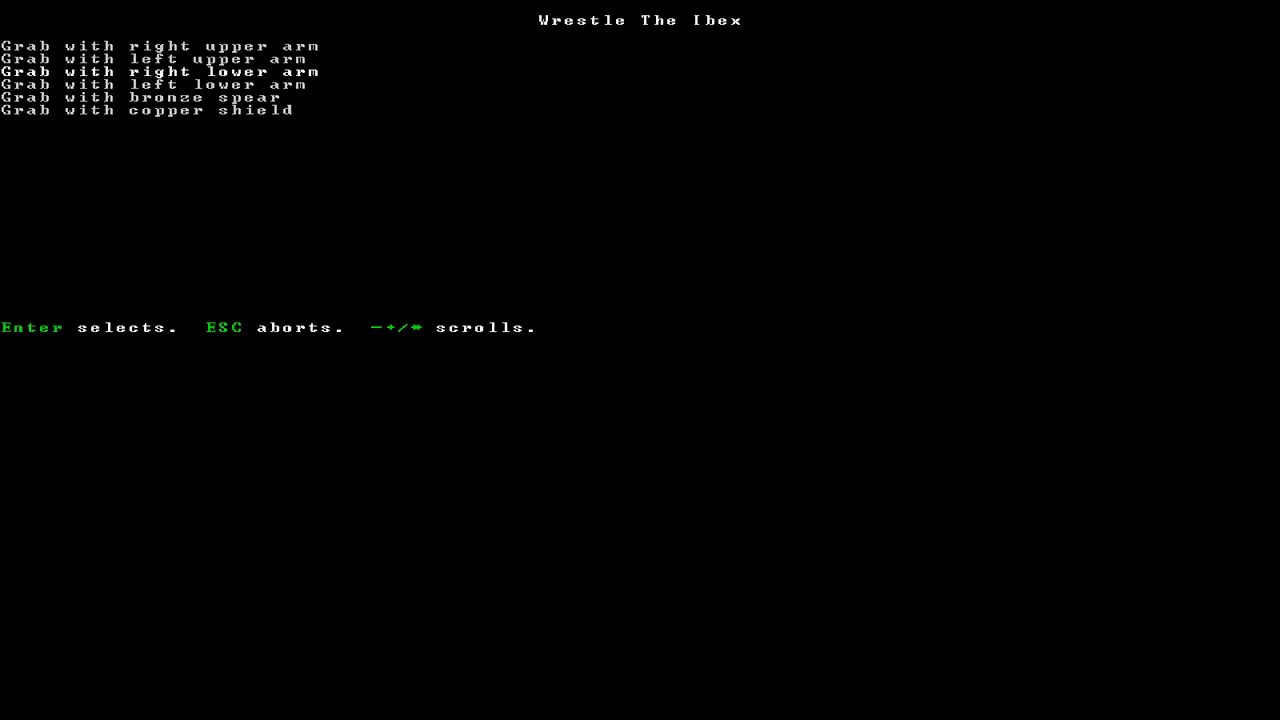 Wrestle The Ibex
Grab with right upper arm
Grab with left upper arm
Grab with right lower arm
Grab with left lower arm
Grab with bronze spear
Grab with copper shield
Enter selects.  ESC aborts.  -+/* scrolls.